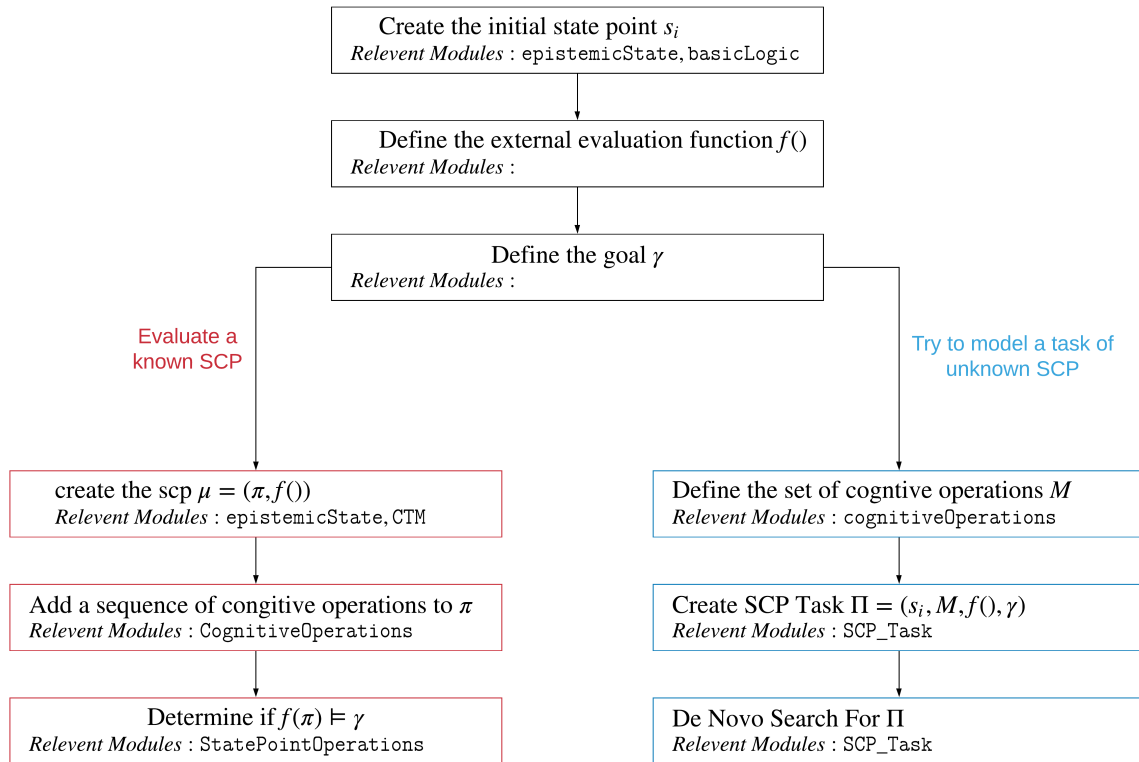 Create the initial state point sᵢ
Relevent Modules : epistemicState, basicLogic
Define the external evaluation function f()
Relevent Modules :
Define the goal γ
Relevent Modules :
Evaluate a
known SCP
Try to model a task of
unknown SCP
create the scp μ = (π, f())
Relevent Modules : epistemicState, CTM
Add a sequence of congitive operations to π
Relevent Modules : CognitiveOperations
Determine if f(π) ⊨ γ
Relevent Modules : StatePointOperations
Define the set of cogntive operations M
Relevent Modules : cognitiveOperations
Create SCP Task Π = (sᵢ, M, f(), γ)
Relevent Modules : SCP_Task
De Novo Search For Π
Relevent Modules : SCP_Task